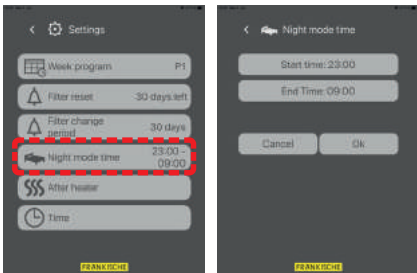 Settings
Week program P1
Filter reset 30 days left
Filter change
period 30 days
Night mode time 23:00 -
09:00
After heater
Time
FRÄNKISCHE
Night mode time
Start time: 23:00
End Time: 09:00
Cancel Ok
FRÄNKISCHE